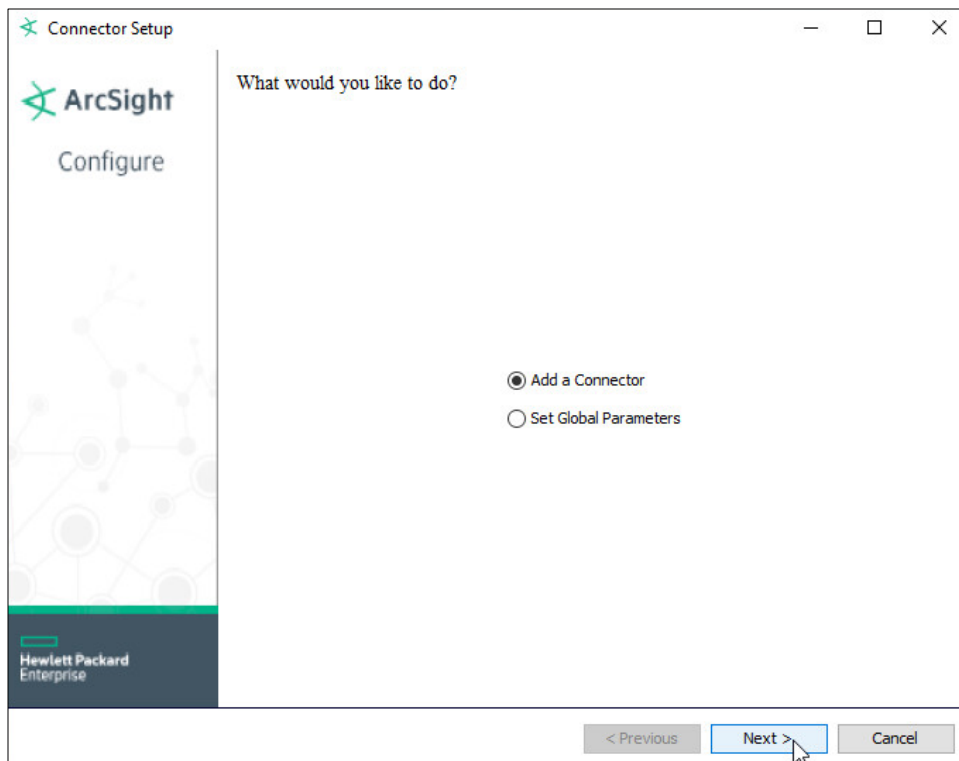 Connector Setup
ArcSight
Configure
What would you like to do?
Add a Connector
Set Global Parameters
Hewlett Packard
Enterprise
< Previous
Next >
Cancel